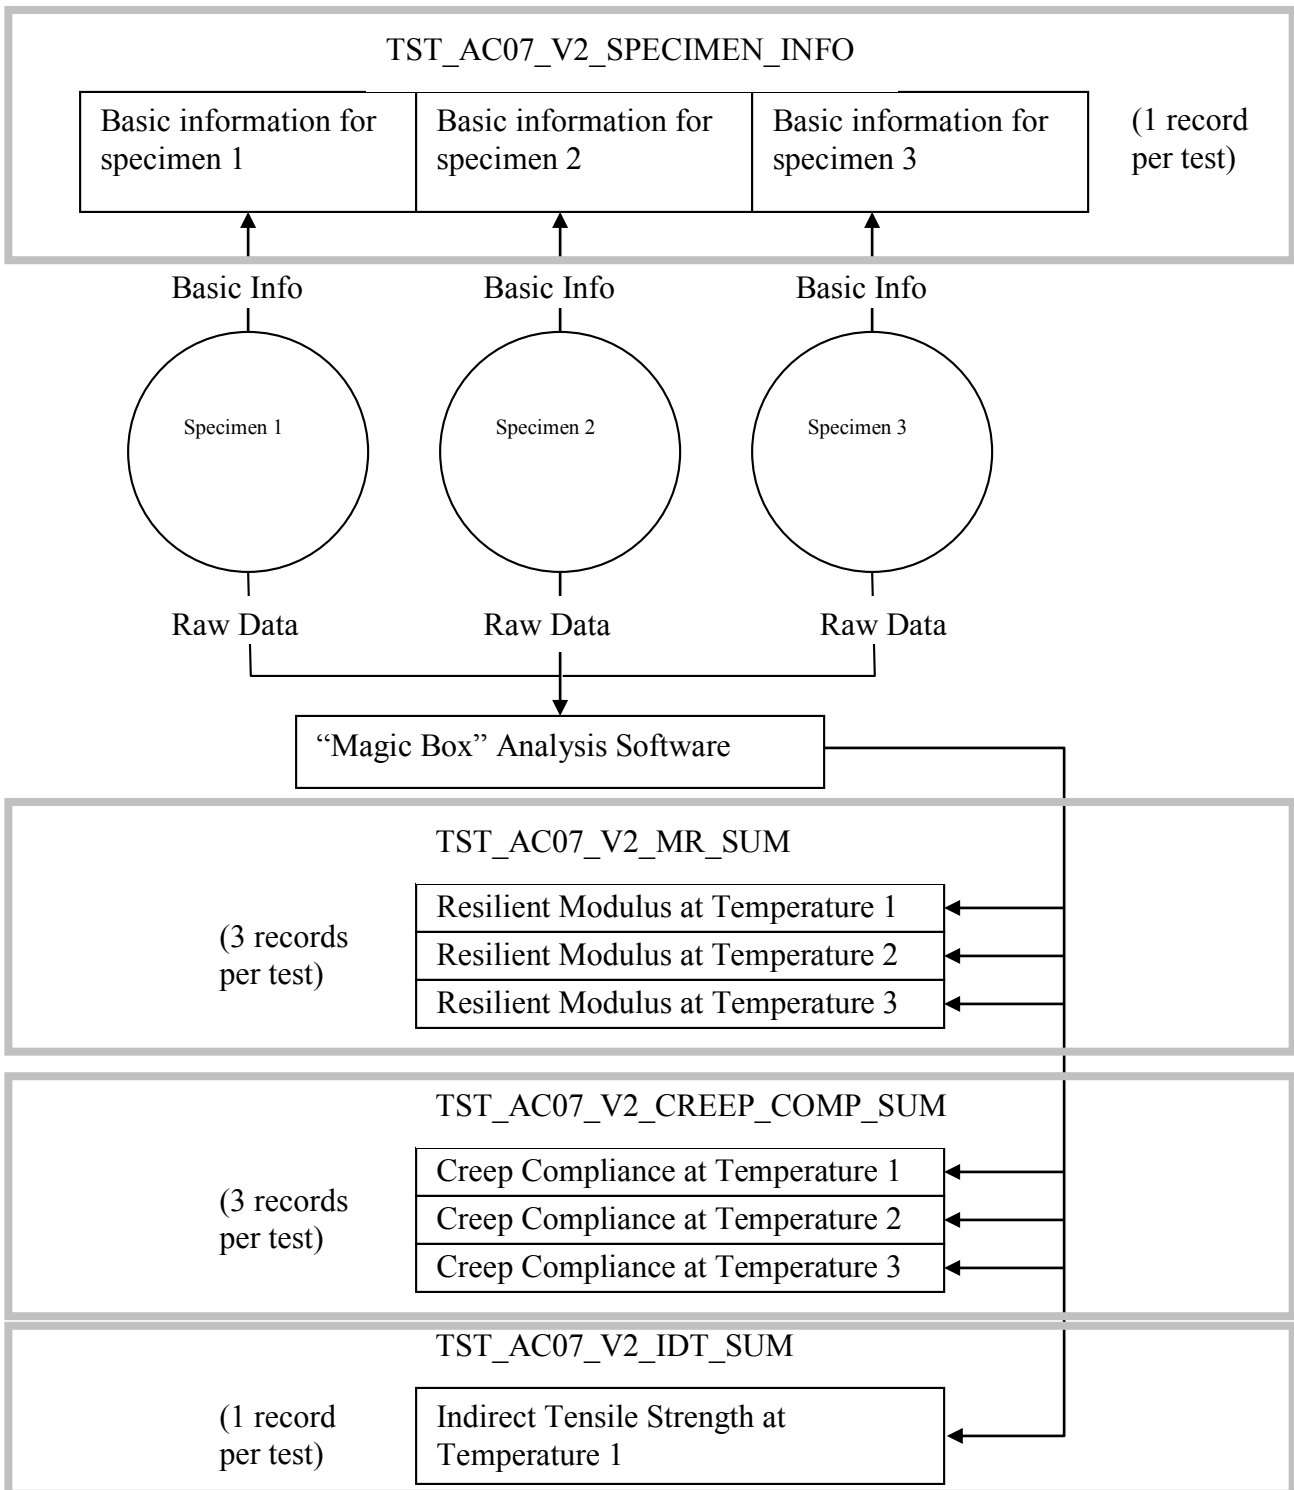 TST_AC07_V2_SPECIMEN_INFO
Basic information for
specimen 1
Basic information for
specimen 2
Basic information for
specimen 3
(1 record
per test)
Basic Info
Basic Info
Basic Info
Specimen 1
Specimen 2
Specimen 3
Raw Data
Raw Data
Raw Data
“Magic Box” Analysis Software
TST_AC07_V2_MR_SUM
(3 records
per test)
Resilient Modulus at Temperature 1
Resilient Modulus at Temperature 2
Resilient Modulus at Temperature 3
TST_AC07_V2_CREEP_COMP_SUM
(3 records
per test)
Creep Compliance at Temperature 1
Creep Compliance at Temperature 2
Creep Compliance at Temperature 3
TST_AC07_V2_IDT_SUM
(1 record
per test)
Indirect Tensile Strength at
Temperature 1